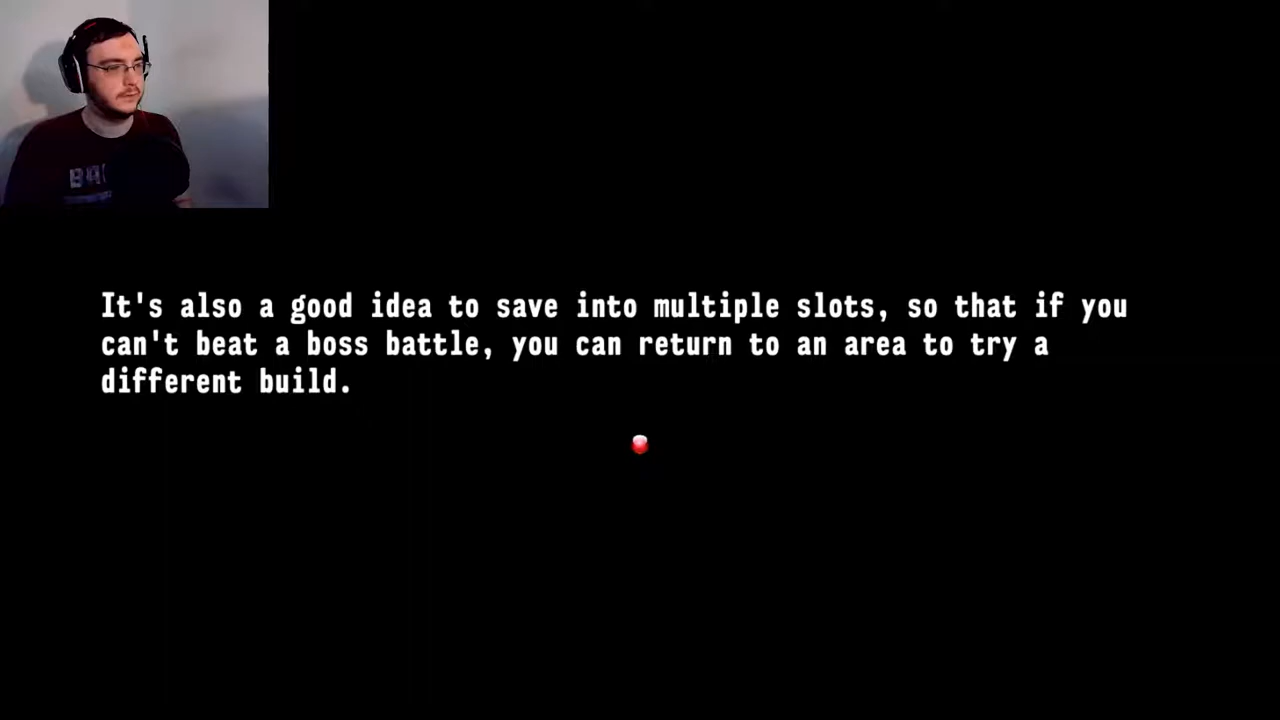 It's also a good idea to save into multiple slots, so that if you
can't beat a boss battle, you can return to an area to try a
different build.